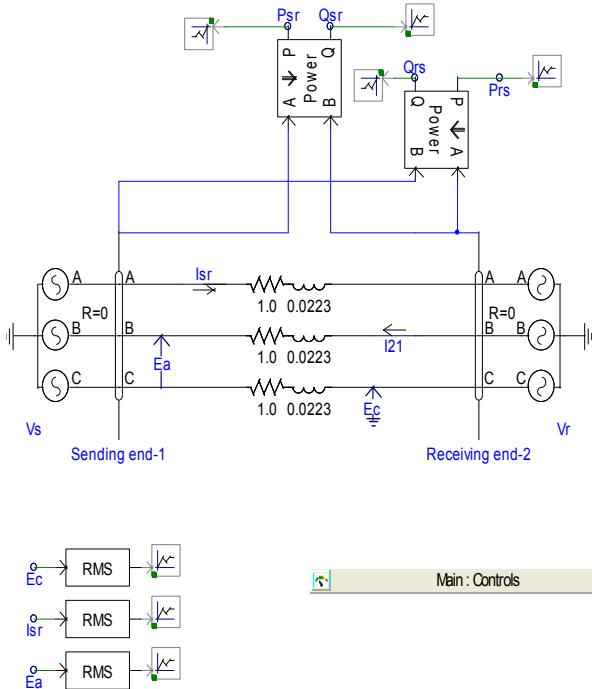 Psr Qsr
P Q
Power
A B
Qrs
Prs
Q P
Power
B A
Isr
A A A A
1.0 0.0223
R=0 R=0
B B B B
I21
Ea
1.0 0.0223
C C C C
Ec
1.0 0.0223
Vs Vr
Sending end-1 Receiving end-2
RMS
Ec
Main : Controls
RMS
Isr
RMS
Ea